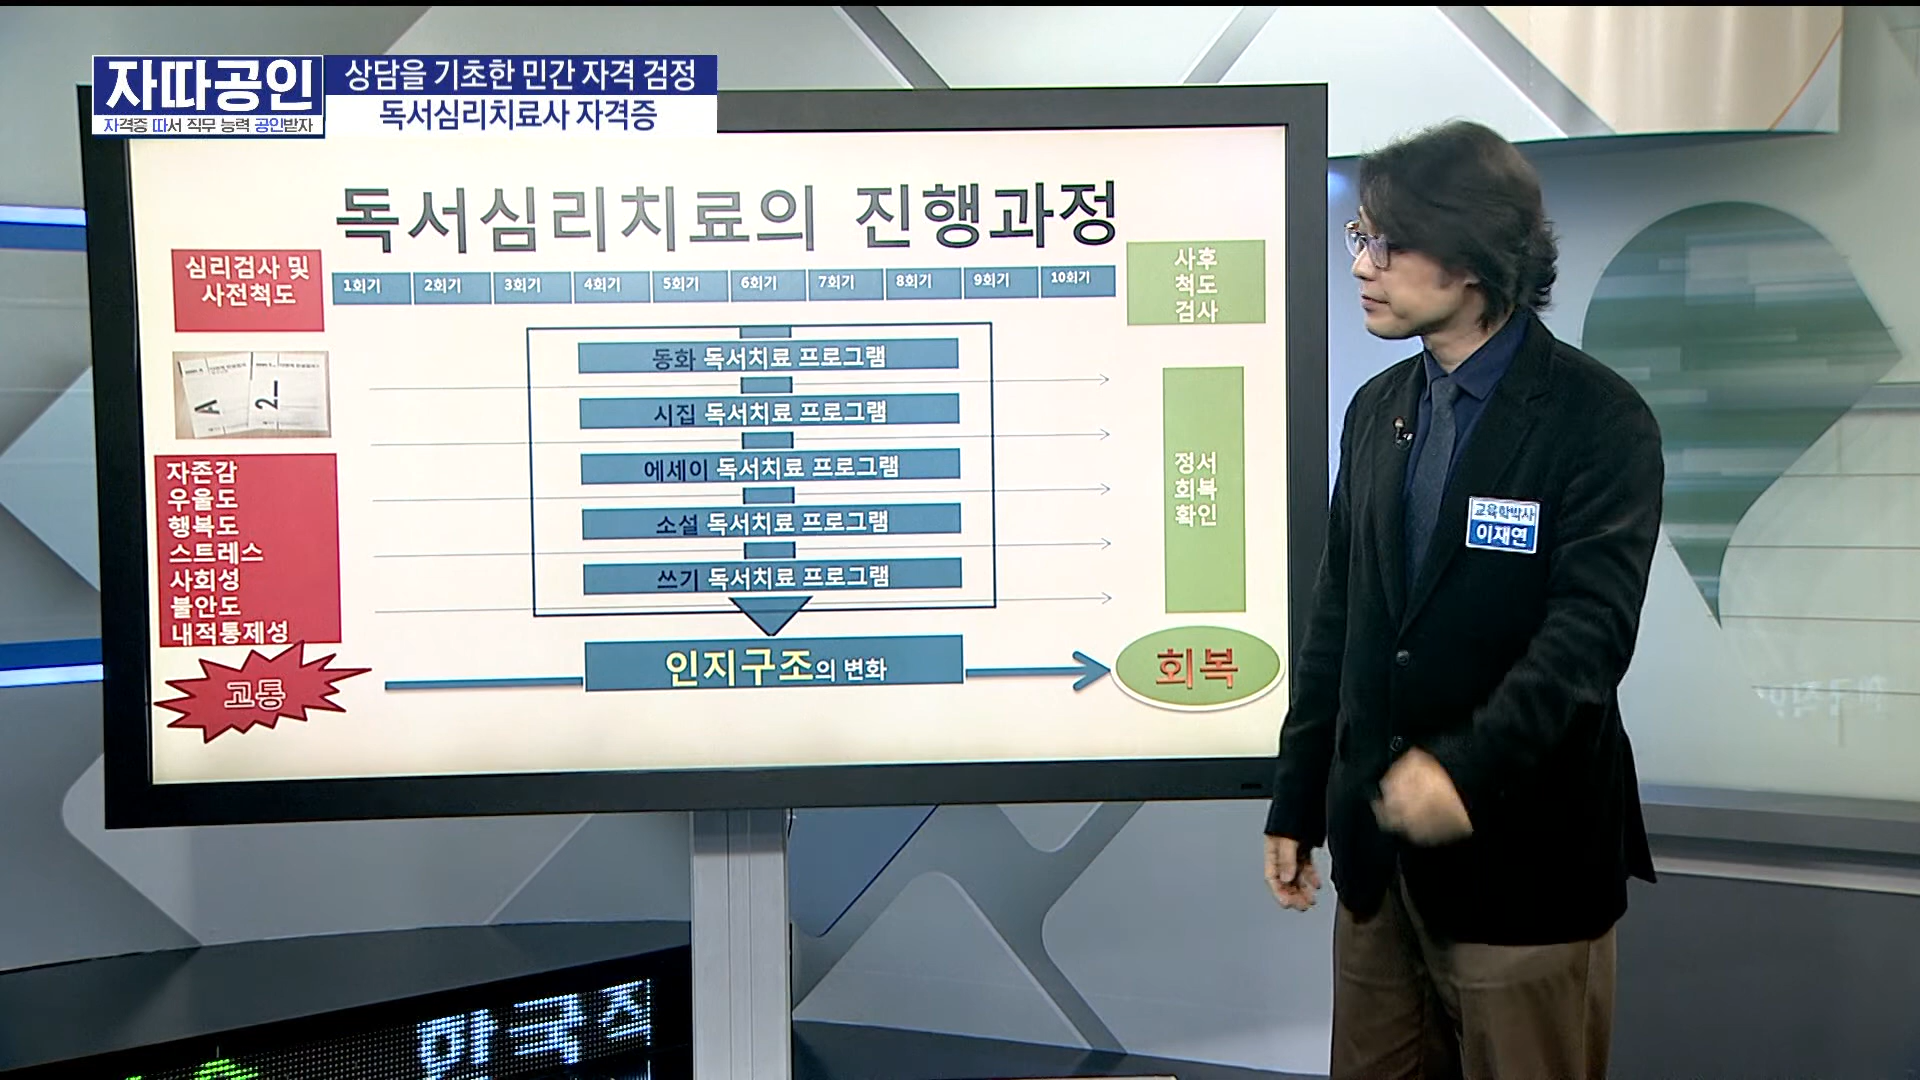 자따공인
자격증 따서 직무 능력 공인받자
상담을 기초한 민간 자격 검정
독서심리치료사 자격증
독서심리치료의 진행과정
심리검사 및
사전척도
1회기 2회기 3회기 4회기 5회기 6회기 7회기 8회기 9회기 10회기
사후
척도
검사
A
2
동화 독서치료 프로그램
시집 독서치료 프로그램
에세이 독서치료 프로그램
소설 독서치료 프로그램
쓰기 독서치료 프로그램
자존감
우울도
행복도
스트레스
사회성
불안도
내적통제성
정서
회복
확인
고통
인지구조의 변화
회복
교육학박사
이재연